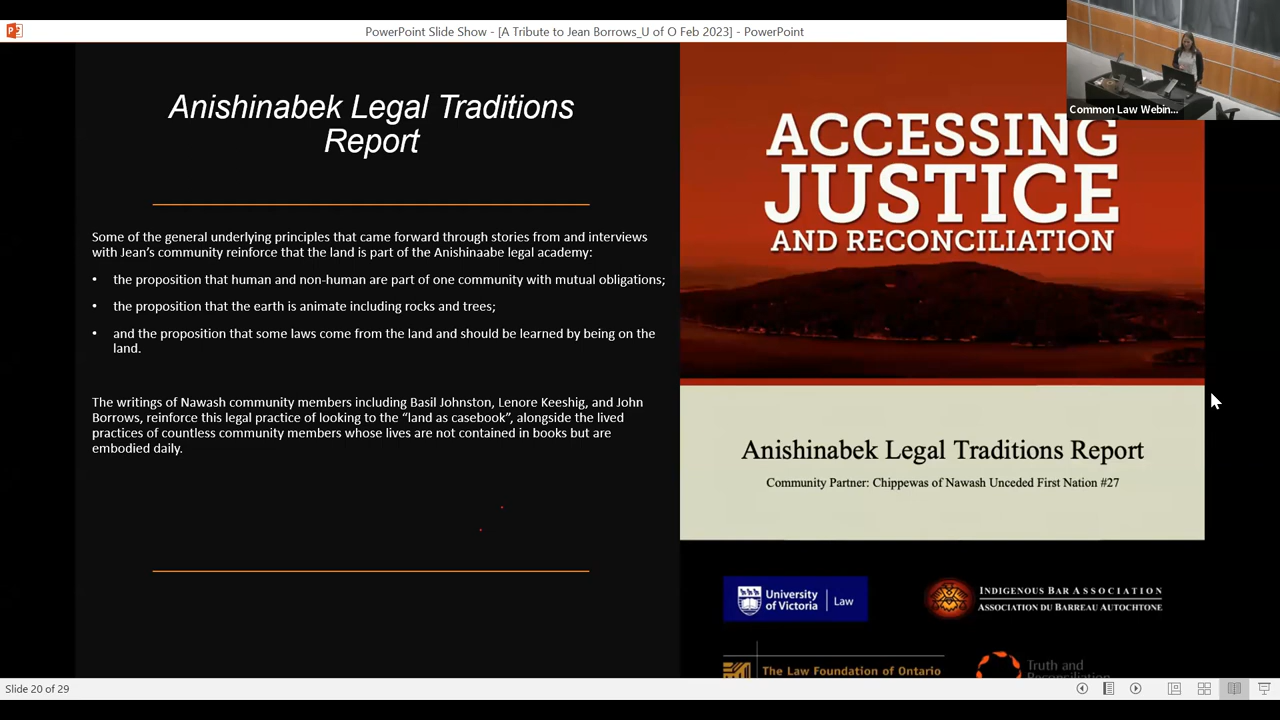 PowerPoint Slide Show - [A Tribute to Jean Borrows_U of O Feb 2023] - PowerPoint
Common Law Webin...
Anishinabek Legal Traditions
Report
Some of the general underlying principles that came forward through stories from and interviews
with Jean's community reinforce that the land is part of the Anishinaabe legal academy:
• the proposition that human and non-human are part of one community with mutual obligations;
• the proposition that the earth is animate including rocks and trees;
• and the proposition that some laws come from the land and should be learned by being on the
land.
The writings of Nawash community members including Basil Johnston, Lenore Keeshig, and John
Borrows, reinforce this legal practice of looking to the “land as casebook”, alongside the lived
practices of countless community members whose lives are not contained in books but are
embodied daily.
ACCESSING
JUSTICE
AND RECONCILIATION
Anishinabek Legal Traditions Report
Community Partner: Chippewas of Nawash Unceded First Nation #27
University
of Victoria | Law
INDIGENOUS BAR ASSOCIATION
ASSOCIATION DU BARREAU AUTOCHTONE
The Law Foundation of Ontario
Truth and
Reconciliation
Slide 20 of 29